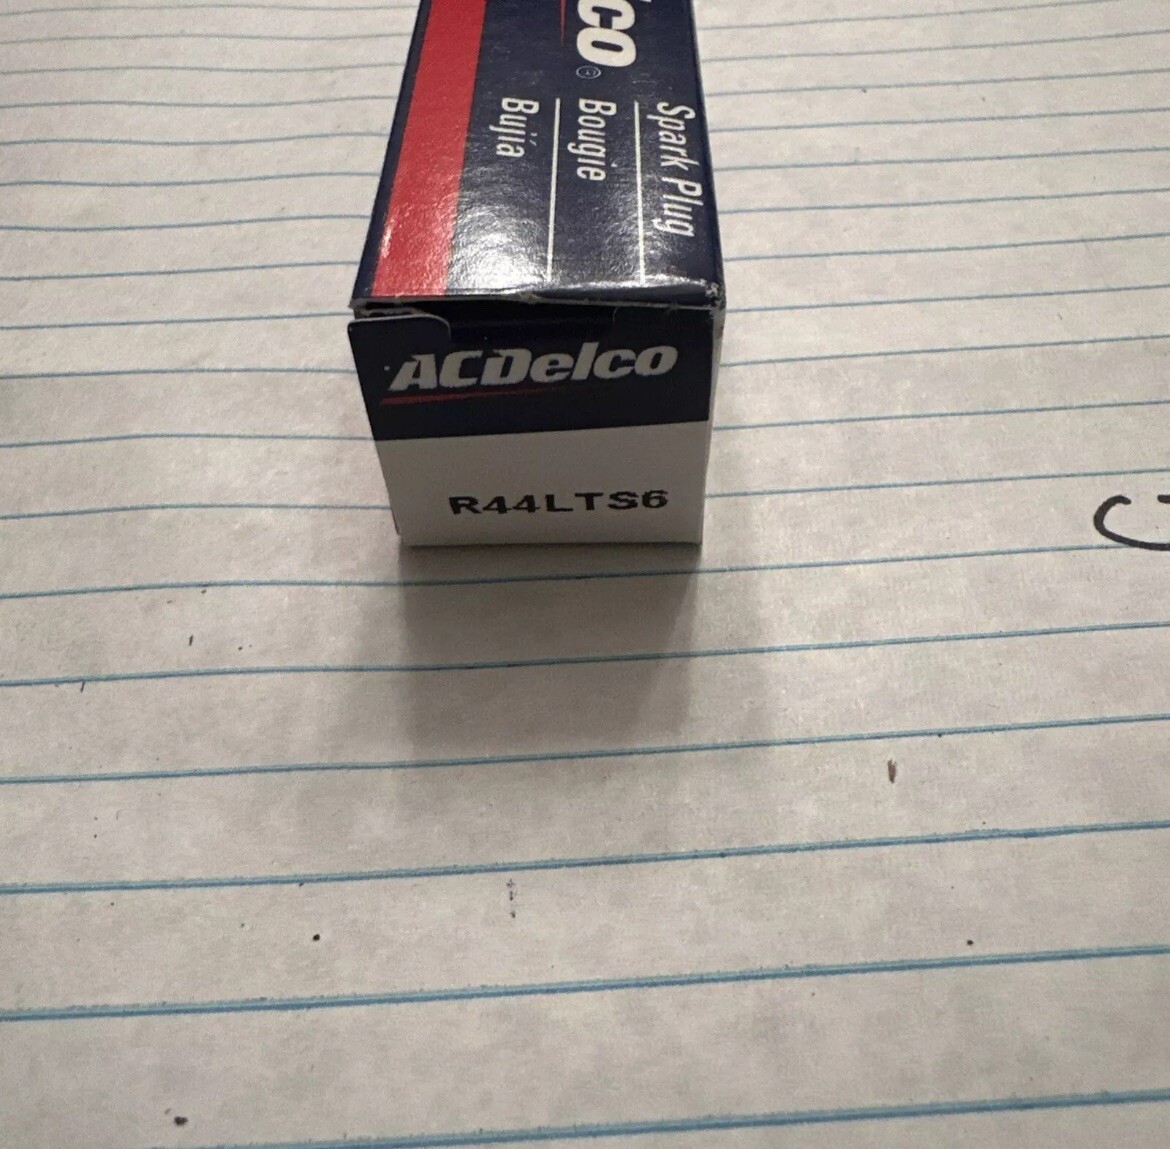 Spark Plug
Bougie
Bujía
ACDelco
R44LTS6